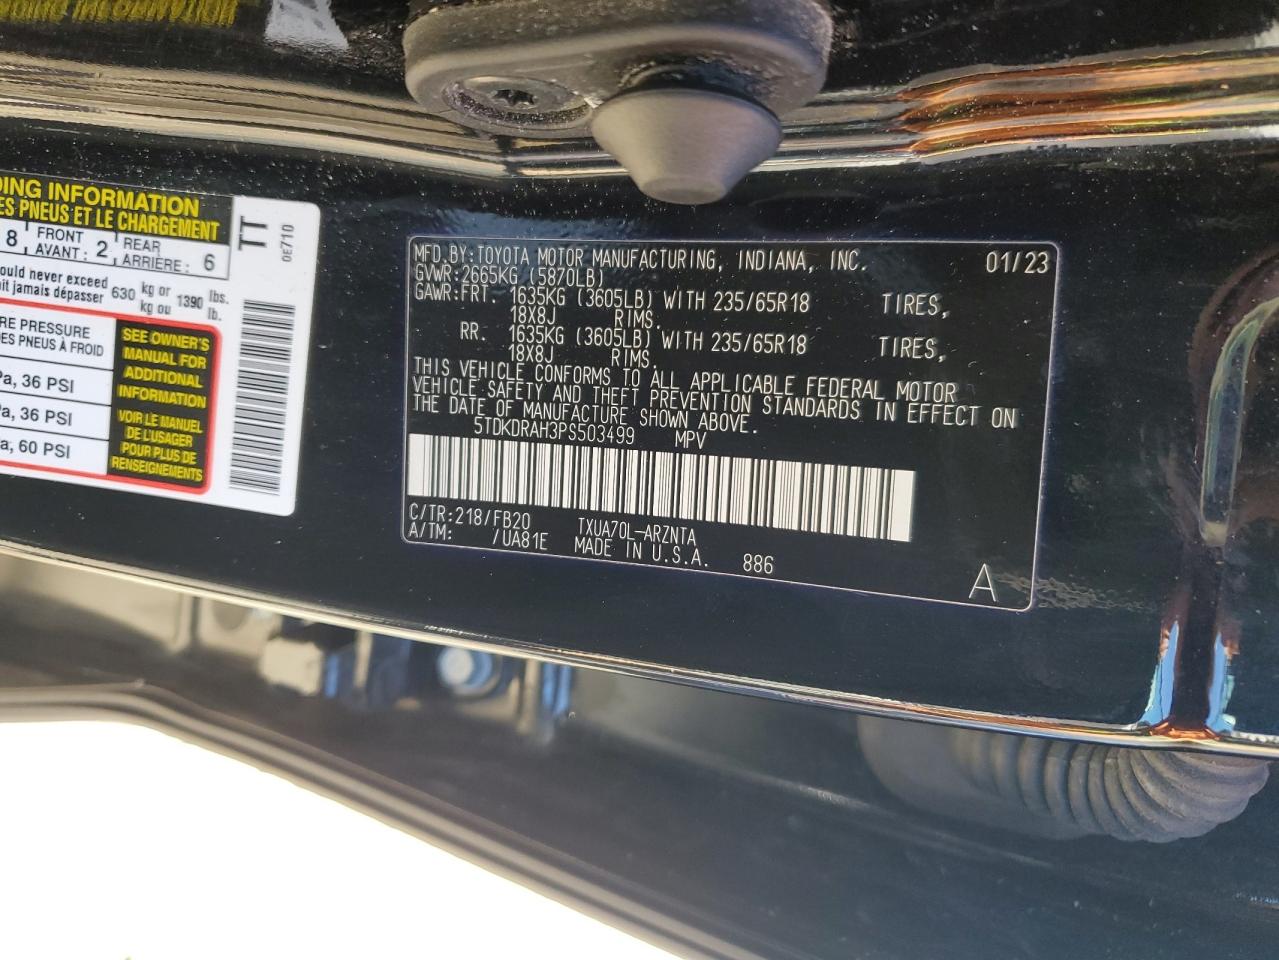 DING INFORMATION
ES PNEUS ET LE CHARGEMENT
8 FRONT AVANT: 2 REAR ARRIÈRE: 6
ould never exceed 630 kg or 1390 lbs.
it jamais dépasser kg ou lb.
RE PRESSURE
DES PNEUS À FROID
Pa, 36 PSI
Pa, 36 PSI
a, 60 PSI
SEE OWNER'S
MANUAL FOR
ADDITIONAL
INFORMATION
VOIR LE MANUEL
DE L'USAGER
POUR PLUS DE
RENSEIGNEMENTS
TT
0E710
MFD.BY:TOYOTA MOTOR MANUFACTURING, INDIANA, INC. 01/23
GVWR:2665KG (5870LB)
GAWR:FRT. 1635KG (3605LB) WITH 235/65R18 TIRES,
18X8J RIMS.
RR. 1635KG (3605LB) WITH 235/65R18 TIRES,
18X8J RIMS.
THIS VEHICLE CONFORMS TO ALL APPLICABLE FEDERAL MOTOR
VEHICLE SAFETY AND THEFT PREVENTION STANDARDS IN EFFECT ON
THE DATE OF MANUFACTURE SHOWN ABOVE.
5TDKDRAH3PS503499 MPV
C/TR:218/FB20 TXUA70L-ARZNTA
A/TM: /UA81E MADE IN U.S.A. 886
A